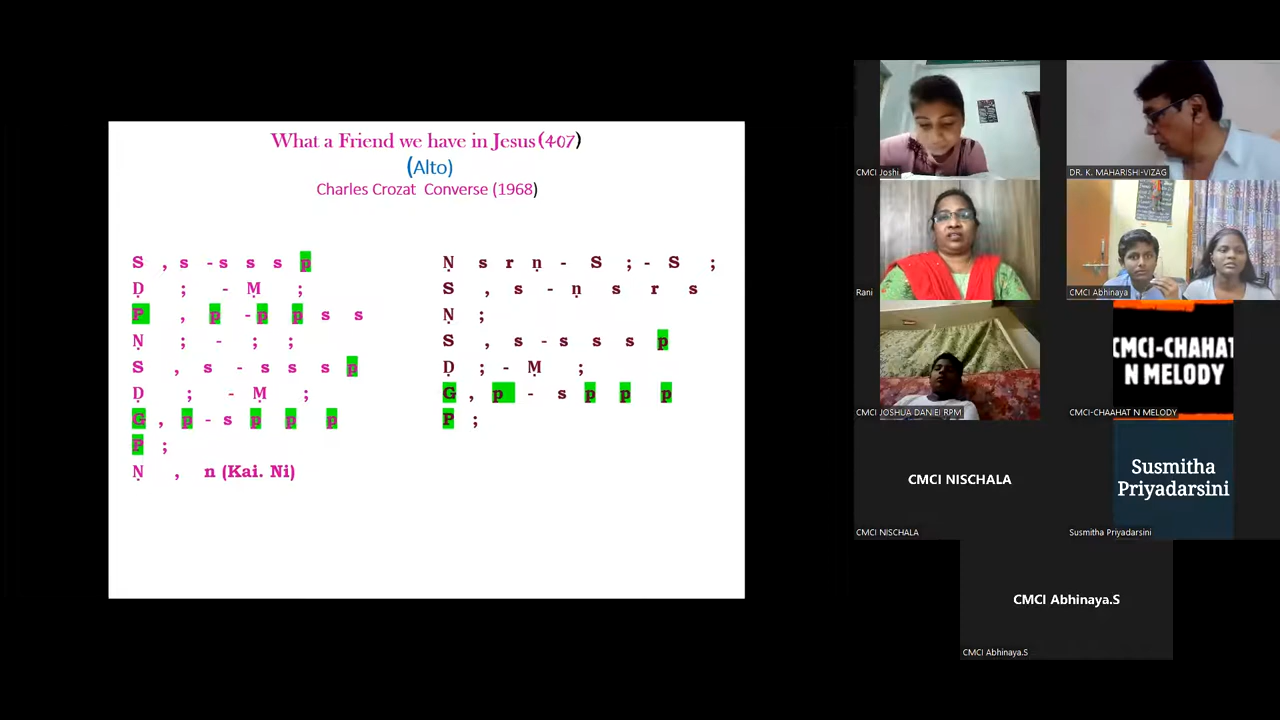 What a Friend we have in Jesus(407)
(Alto)
Charles Crozat Converse (1968)
S , s - s s s p
Ḍ ; - Ṃ ;
P , p - p p s s
Ṇ ; - ; ;
S , s - s s s p
Ḍ ; - Ṃ ;
G , p - s p p p
P ;
Ṇ , n (Kai. Ni)
Ṇ s r ṇ - S ; - S ;
S , s - ṇ s r s
Ṇ ;
S , s - s s s p
Ḍ ; - Ṃ ;
G , p - s p p p
P ;
CMCI Joshi
DR. K. MAHARISHI-VIZAG
Rani
CMCI Abhinaya
CMCI JOSHUA DANIEl RPM
CMCI-CHAHAT
N MELODY
CMCI-CHAAHAT N MELODY
CMCI NISCHALA
CMCI NISCHALA
Susmitha
Priyadarsini
Susmitha Priyadarsini
CMCI Abhinaya.S
CMCI Abhinaya.S